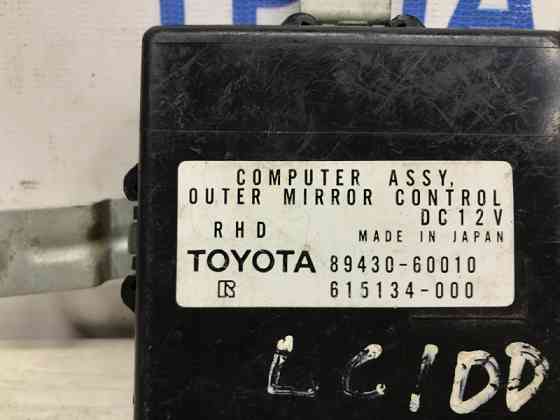 COMPUTER ASSY,
OUTER MIRROR CONTROL
DC12V
RHD
MADE IN JAPAN
TOYOTA 89430-60010
R 615134-000
LC100